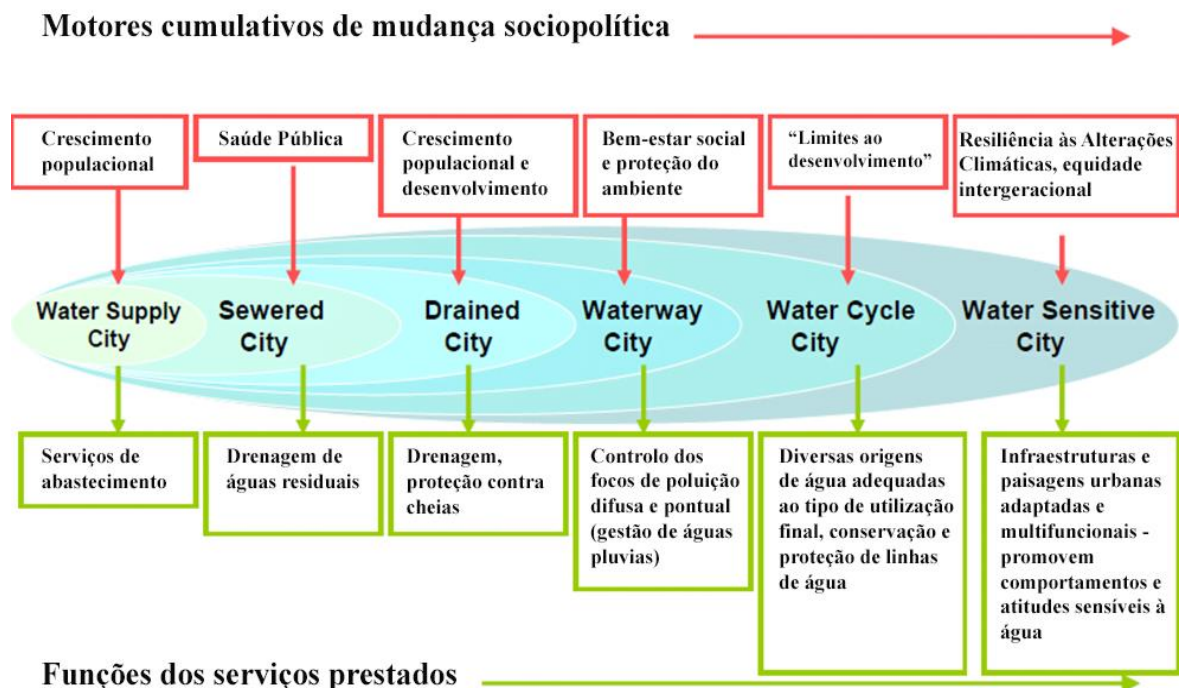 Motores cumulativos de mudança sociopolítica
Crescimento
populacional
Saúde Pública
Crescimento
populacional e
desenvolvimento
Bem-estar social
e proteção do
ambiente
“Limites ao
desenvolvimento”
Resiliência às Alterações
Climáticas, equidade
intergeracional
Water Supply
City
Sewered
City
Drained
City
Waterway
City
Water Cycle
City
Water Sensitive
City
Serviços de
abastecimento
Drenagem de
águas residuais
Drenagem,
proteção contra
cheias
Controlo dos
focos de poluição
difusa e pontual
(gestão de águas
pluvias)
Diversas origens
de água adequadas
ao tipo de utilização
final, conservação e
proteção de linhas
de água
Infraestruturas e
paisagens urbanas
adaptadas e
multifuncionais -
promovem
comportamentos e
atitudes sensíveis à
água
Funções dos serviços prestados